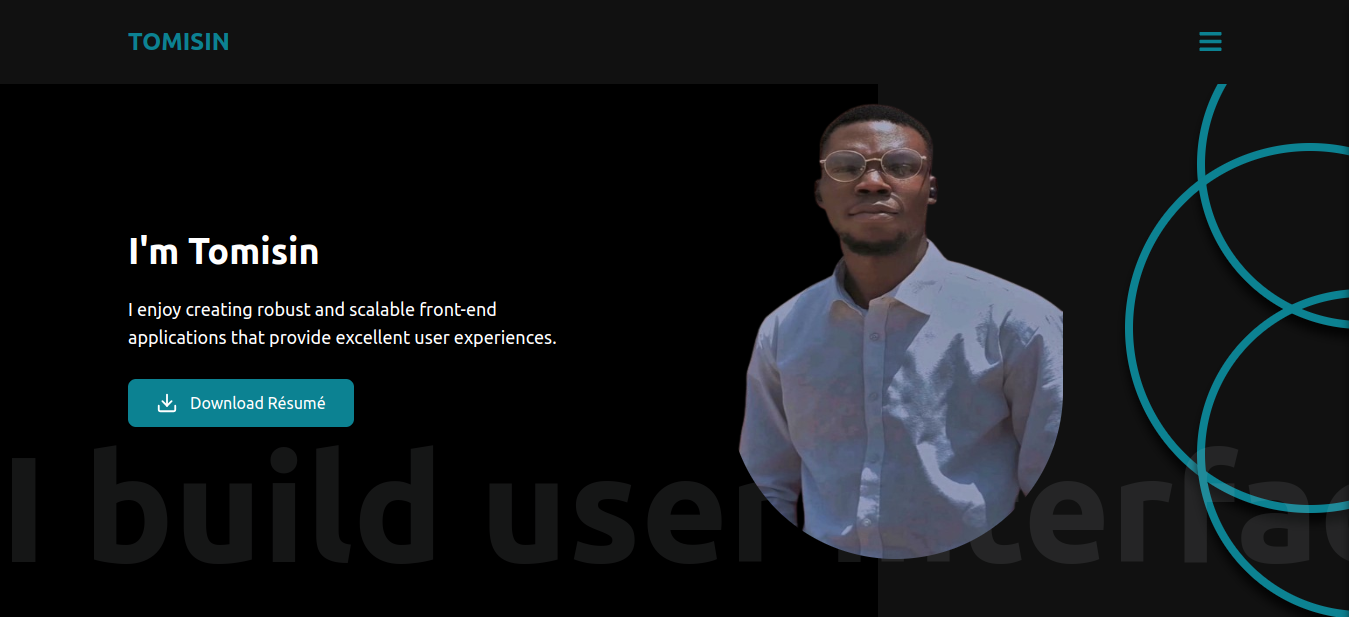 TOMISIN
I'm Tomisin
I enjoy creating robust and scalable front-end
applications that provide excellent user experiences.
Download Résumé
I build user interfac